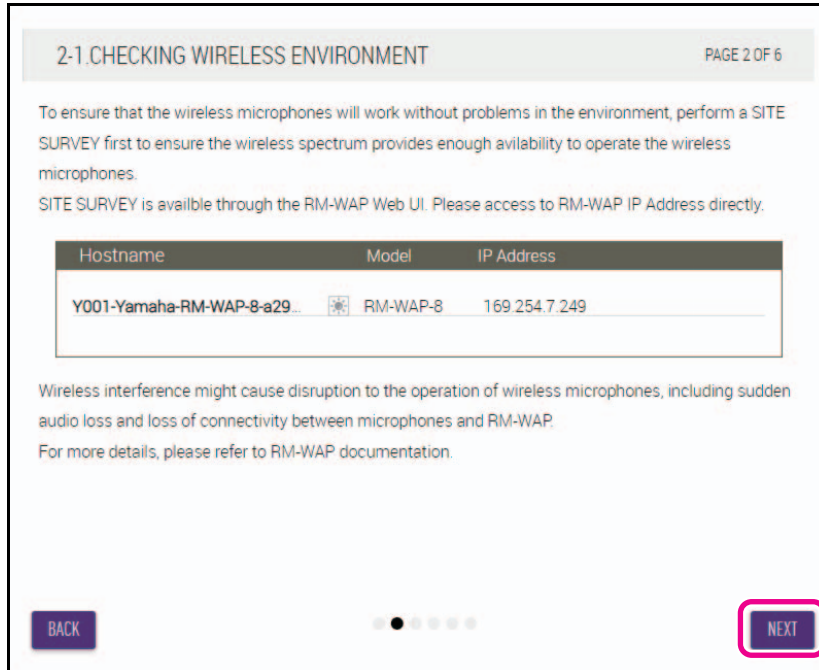 2-1.CHECKING WIRELESS ENVIRONMENT PAGE 2 OF 6
To ensure that the wireless microphones will work without problems in the environment, perform a SITE
SURVEY first to ensure the wireless spectrum provides enough avilability to operate the wireless
microphones.
SITE SURVEY is availble through the RM-WAP Web UI. Please access to RM-WAP IP Address directly.
Hostname Model IP Address
Y001-Yamaha-RM-WAP-8-a29... RM-WAP-8 169.254.7.249
Wireless interference might cause disruption to the operation of wireless microphones, including sudden
audio loss and loss of connectivity between microphones and RM-WAP.
For more details, please refer to RM-WAP documentation.
BACK NEXT